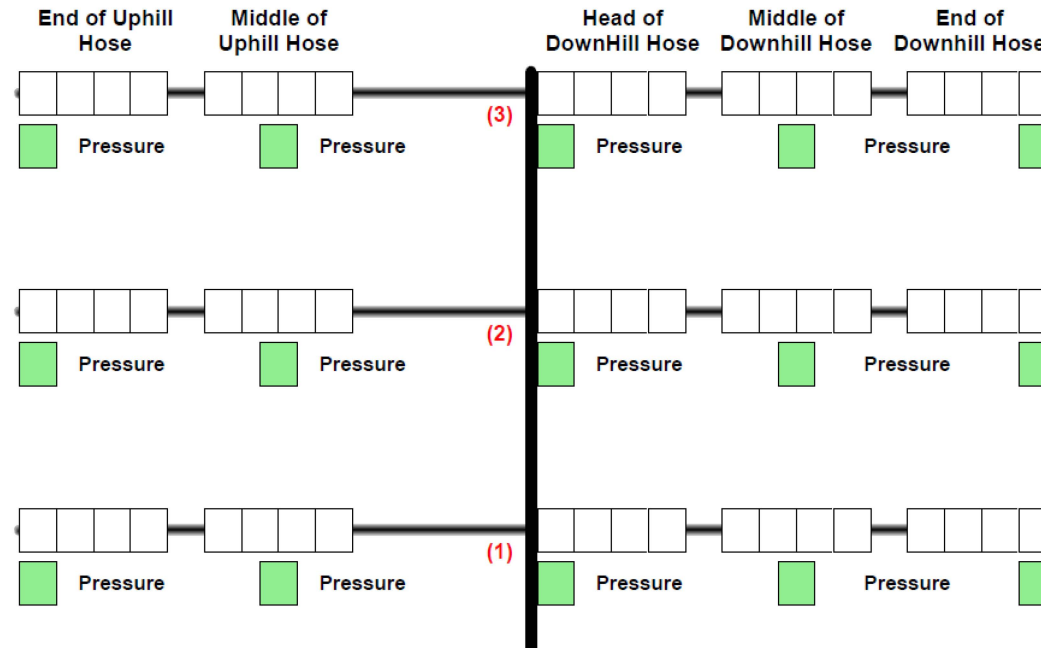 End of Uphill Hose
Middle of Uphill Hose
Head of DownHill Hose
Middle of Downhill Hose
End of Downhill Hose
(3)
Pressure Pressure Pressure Pressure
(2)
Pressure Pressure Pressure Pressure
(1)
Pressure Pressure Pressure Pressure